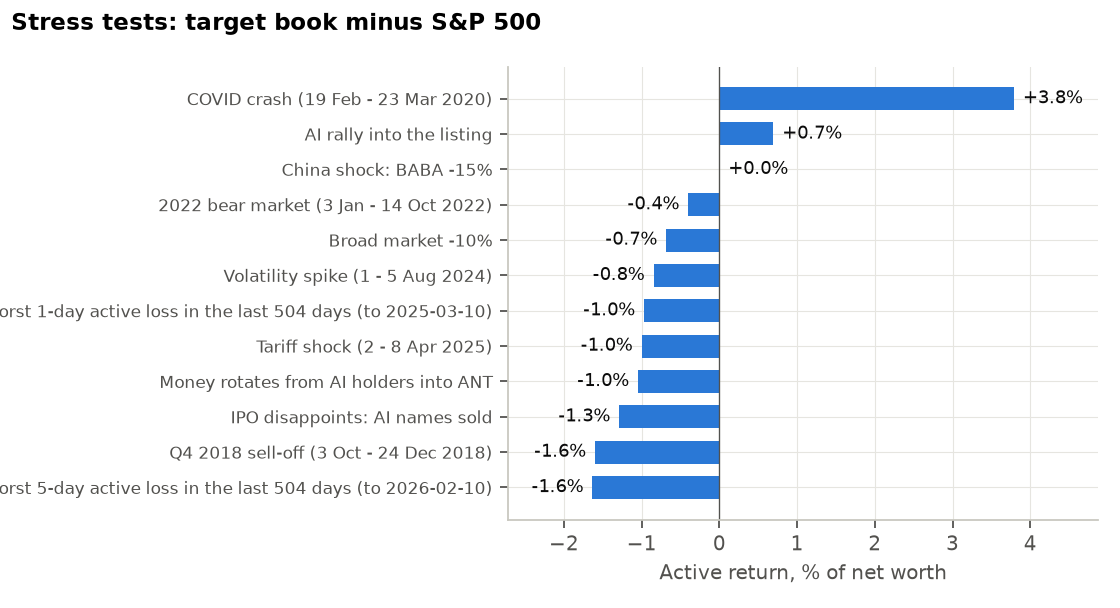 Stress tests: target book minus S&P 500
COVID crash (19 Feb - 23 Mar 2020) +3.8%
AI rally into the listing +0.7%
China shock: BABA -15% +0.0%
2022 bear market (3 Jan - 14 Oct 2022) -0.4%
Broad market -10% -0.7%
Volatility spike (1 - 5 Aug 2024) -0.8%
1-day active loss in the last 504 days (to 2025-03-10) -1.0%
Tariff shock (2 - 8 Apr 2025) -1.0%
Money rotates from AI holders into ANT -1.0%
IPO disappoints: AI names sold -1.3%
Q4 2018 sell-off (3 Oct - 24 Dec 2018) -1.6%
5-day active loss in the last 504 days (to 2026-02-10) -1.6%
−2 −1 0 1 2 3 4
Active return, % of net worth